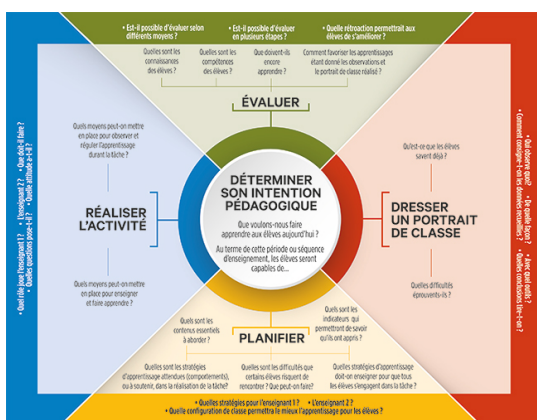 • Est-il possible d'évaluer selon
différents moyens ?
• Est-il possible d'évaluer
en plusieurs étapes ?
• Quelle rétroaction permettrait aux
élèves de s'améliorer ?
Quelles sont les
connaissances
des élèves ?
Quelles sont les
compétences
des élèves ?
Que doivent-ils
encore
apprendre ?
Comment favoriser les apprentissages
étant donné les observations et
le portrait de classe réalisé ?
ÉVALUER
Quels moyens peut-on mettre
en place pour observer et
réguler l'apprentissage
durant la tâche ?
RÉALISER
L'ACTIVITÉ
Quels moyens peut-on mettre
en place pour enseigner
et faire apprendre ?
• Quel rôle joue l'enseignant 1 ? • L'enseignant 2 ? • Que doit-il faire ?
• Quelles questions pose-t-il ? • Quelle attitude a-t-il ?
DÉTERMINER
SON INTENTION
PÉDAGOGIQUE
Que voulons-nous faire
apprendre aux élèves aujourd'hui ?
Au terme de cette période ou séquence
d'enseignement, les élèves seront
capables de...
Qu'est-ce que les élèves
savent déjà ?
DRESSER
UN PORTRAIT
DE CLASSE
Quelles difficultés
éprouvent-ils ?
• Qui observe quoi? • De quelle façon ? • Avec quel outils ?
• Comment consigne-t-on les données recueillies ? • Quelles conclusions tire-t-on ?
Quels sont les
contenus essentiels
à aborder ?
Quels sont les
indicateurs qui
permettront de savoir
qu'ils ont appris ?
PLANIFIER
Quelles sont les stratégies
d'apprentissage attendues (comportements),
ou à soutenir, dans la réalisation de la tâche?
Quelles sont les difficultés que
certains élèves risquent de
rencontrer ? Que peut-on faire?
Quelles stratégies d'apprentissage
doit-on enseigner pour que tous
les élèves s'engagent dans la tâche ?
• Quelles stratégies pour l'enseignant 1 ? • L'enseignant 2 ?
• Quelle configuration de classe permettra le mieux l'apprentissage pour les élèves ?